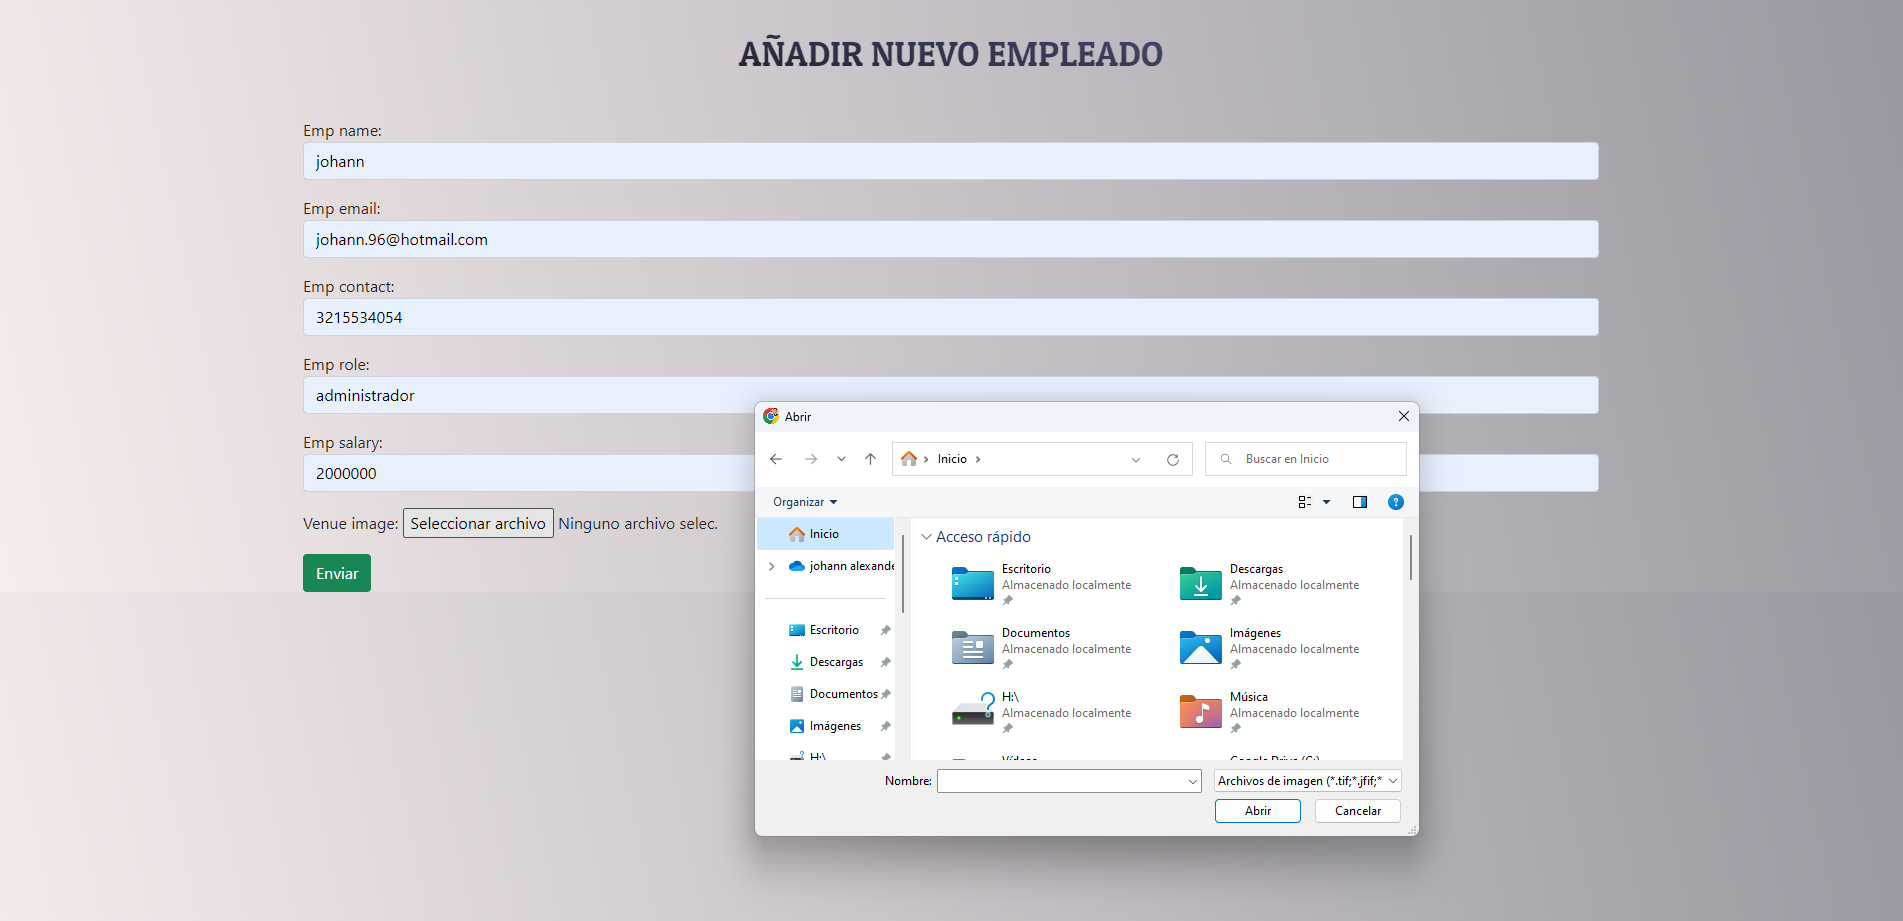 AÑADIR NUEVO EMPLEADO
Emp name:
johann
Emp email:
johann.96@hotmail.com
Emp contact:
3215534054
Emp role:
administrador
Emp salary:
2000000
Venue image: Seleccionar archivo Ninguno archivo selec.
Enviar
Abrir
Inicio
Buscar en Inicio
Organizar
Inicio
johann alexande
Escritorio
Descargas
Documentos
Imágenes
H:\
Acceso rápido
Escritorio
Almacenado localmente
Descargas
Almacenado localmente
Documentos
Almacenado localmente
Imágenes
Almacenado localmente
H:\
Almacenado localmente
Música
Almacenado localmente
Vídeos
Google Drive (G:)
Nombre:
Archivos de imagen (*.tif;*.jfif;*
Abrir
Cancelar